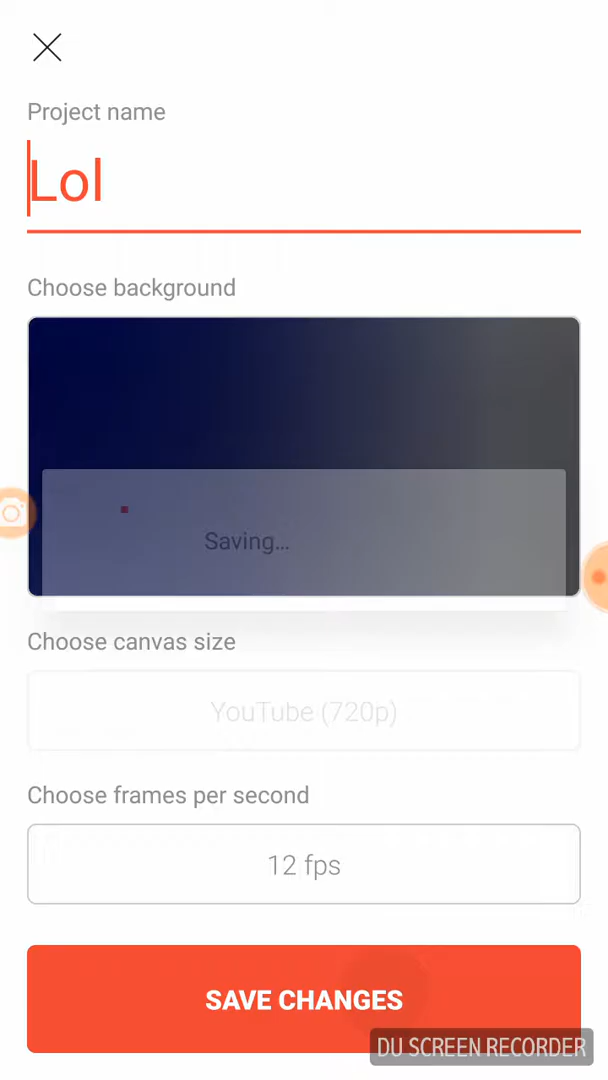 Project name
Lol
Choose background
Saving...
Choose canvas size
YouTube (720p)
Choose frames per second
12 fps
SAVE CHANGES
DU SCREEN RECORDER